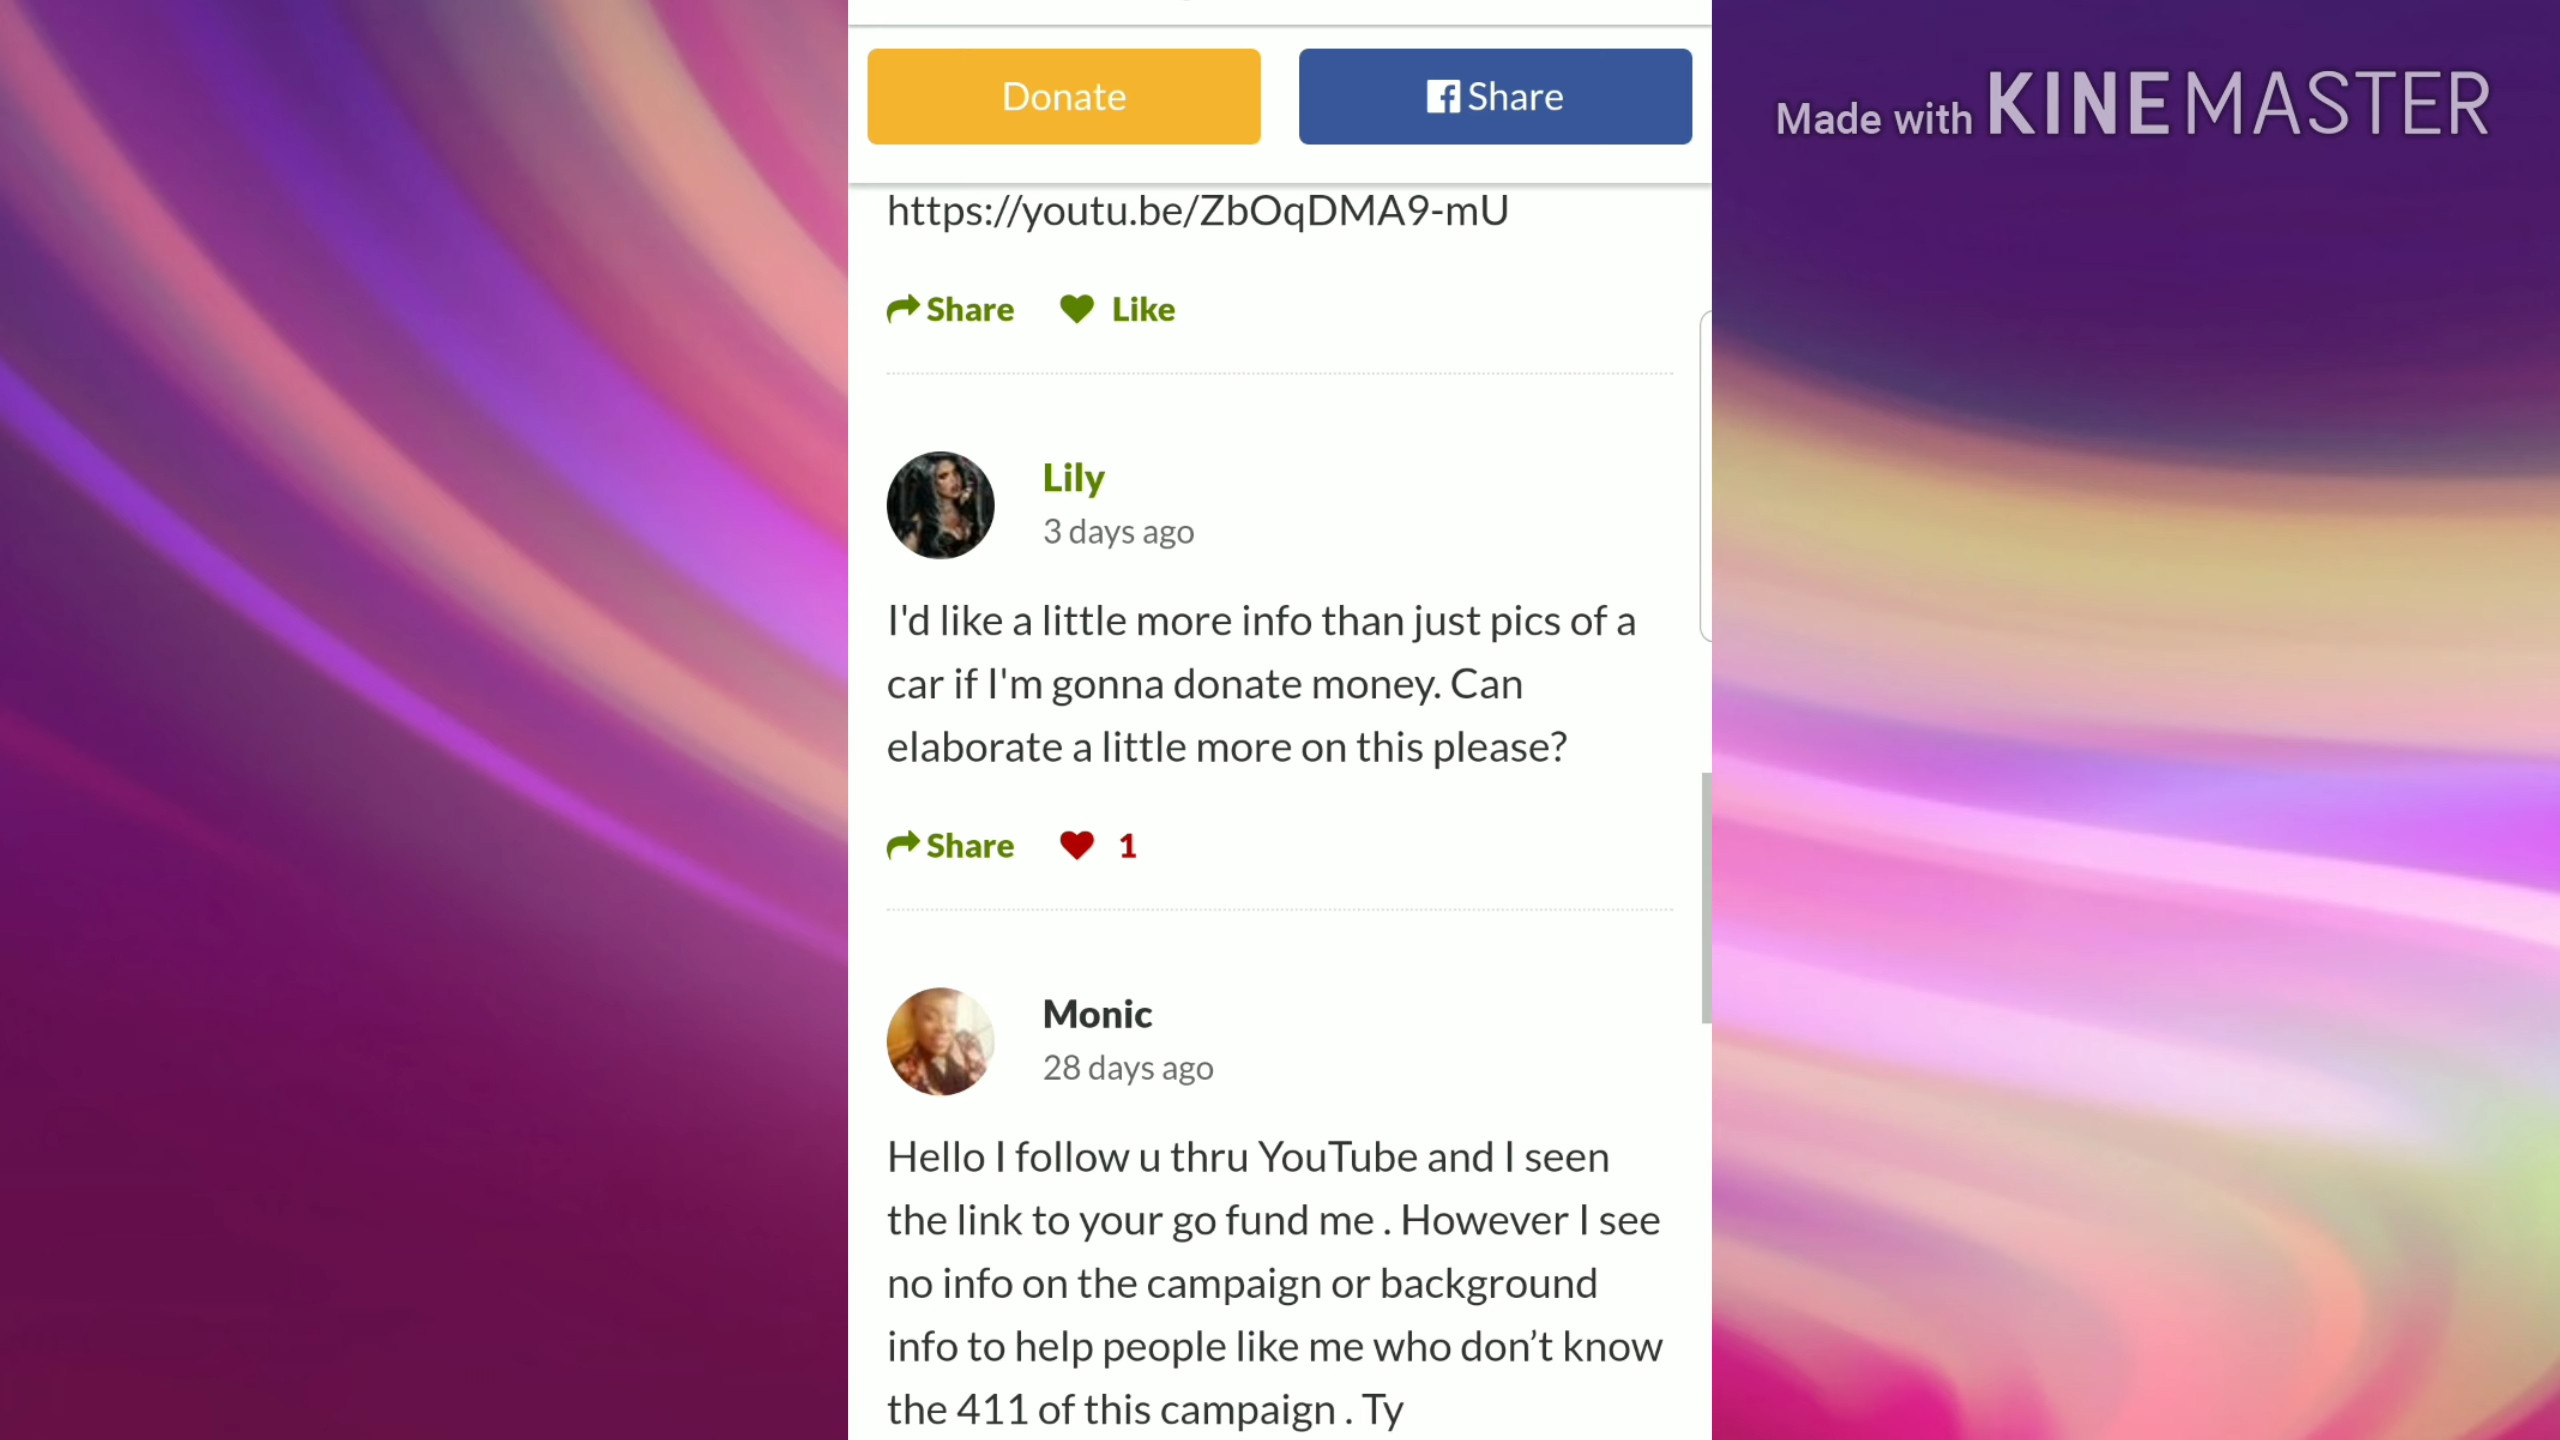 Donate
Share
Made with KINEMASTER
https://youtu.be/ZbOqDMA9-mU
Share Like
Lily
3 days ago
I'd like a little more info than just pics of a
car if I'm gonna donate money. Can
elaborate a little more on this please?
Share 1
Monic
28 days ago
Hello I follow u thru YouTube and I seen
the link to your go fund me . However I see
no info on the campaign or background
info to help people like me who don’t know
the 411 of this campaign . Ty